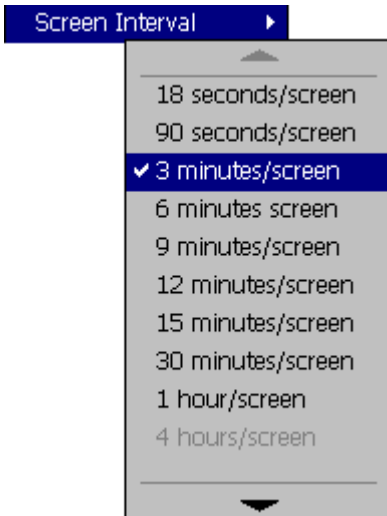 Screen Interval
18 seconds/screen
90 seconds/screen
3 minutes/screen
6 minutes screen
9 minutes/screen
12 minutes/screen
15 minutes/screen
30 minutes/screen
1 hour/screen
4 hours/screen